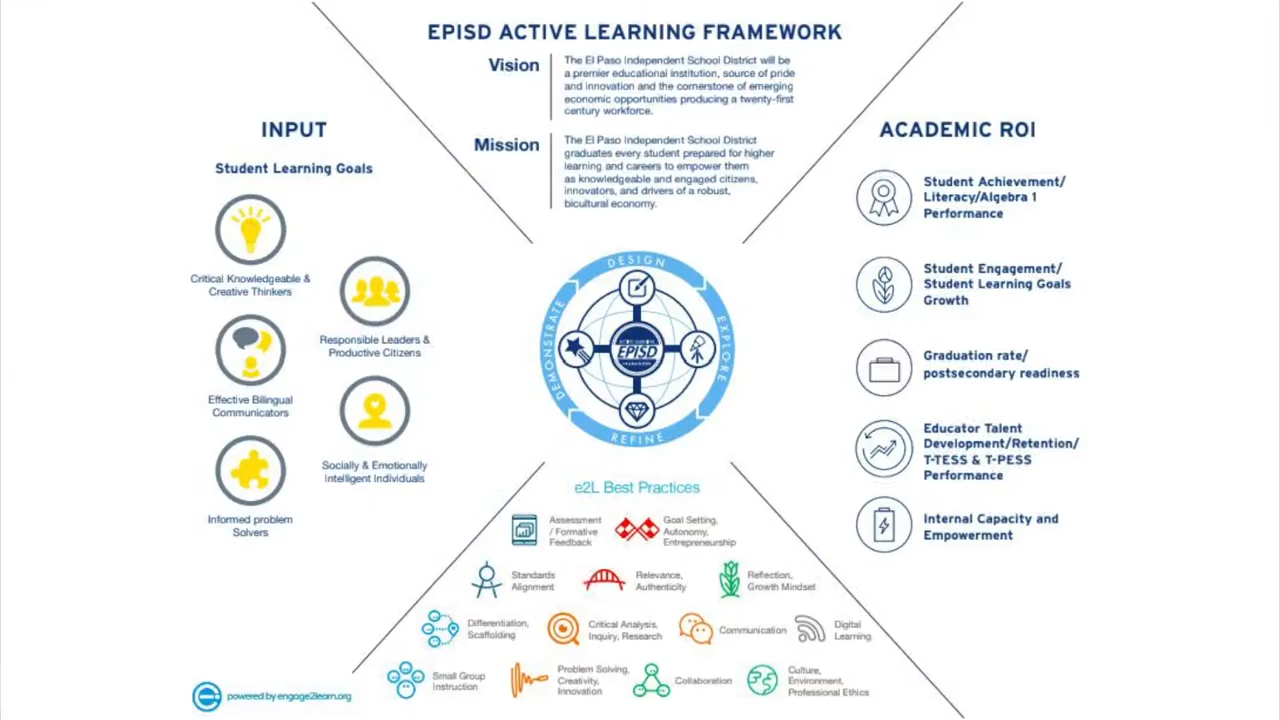 EPISD ACTIVE LEARNING FRAMEWORK
Vision
The El Paso Independent School District will be
a premier educational institution, source of pride
and innovation and the cornerstone of emerging
economic opportunities producing a twenty-first
century workforce.
Mission
The El Paso Independent School District
graduates every student prepared for higher
learning and careers to empower them
as knowledgeable and engaged citizens,
innovators, and drivers of a robust,
bicultural economy.
INPUT
Student Learning Goals
Critical Knowledgeable &
Creative Thinkers
Responsible Leaders &
Productive Citizens
Effective Bilingual
Communicators
Socially & Emotionally
Intelligent Individuals
Informed problem
Solvers
DESIGN
EXPLORE
REFINE
DEMONSTRATE
EPISD
ACADEMIC ROI
Student Achievement/
Literacy/Algebra 1
Performance
Student Engagement/
Student Learning Goals
Growth
Graduation rate/
postsecondary readiness
Educator Talent
Development/Retention/
T-TESS & T-PESS
Performance
Internal Capacity and
Empowerment
e2L Best Practices
Assessment
/ Formative
Feedback
Goal Setting,
Autonomy,
Entrepreneurship
Standards
Alignment
Relevance,
Authenticity
Reflection,
Growth Mindset
Differentiation,
Scaffolding
Critical Analysis,
Inquiry, Research
Communication
Digital
Learning
Small Group
Instruction
Problem Solving,
Creativity,
Innovation
Collaboration
Culture,
Environment,
Professional Ethics
powered by engage2learn.org